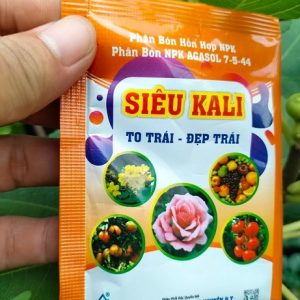 Phân Bón Hỗn Hợp NPK
Phân Bón NPK AGASOL 7-5-44
SIÊU KALI
TO TRÁI - ĐẸP TRÁI